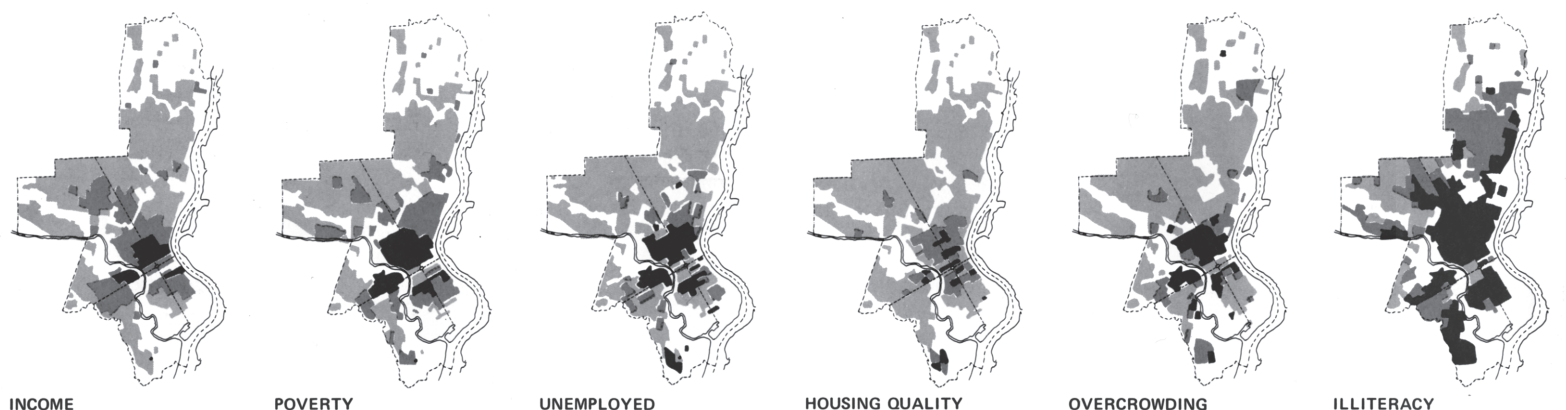 INCOME
POVERTY
UNEMPLOYED
HOUSING QUALITY
OVERCROWDING
ILLITERACY